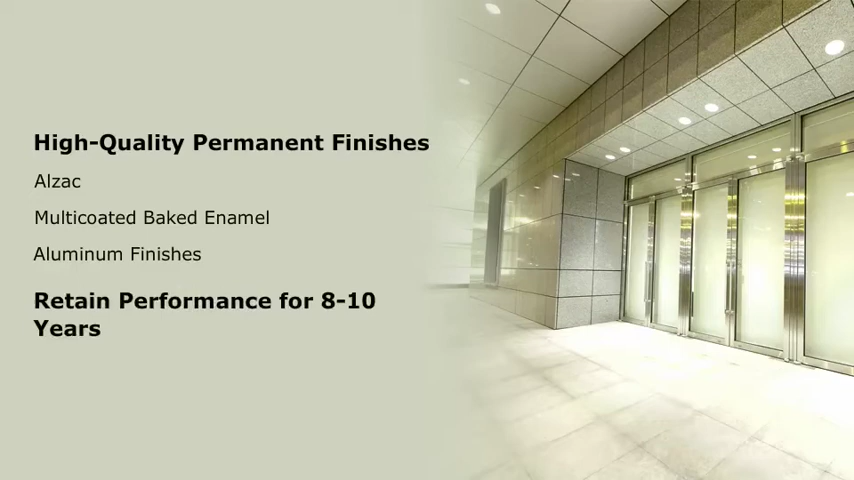 High-Quality Permanent Finishes
Alzac
Multicoated Baked Enamel
Aluminum Finishes
Retain Performance for 8-10
Years